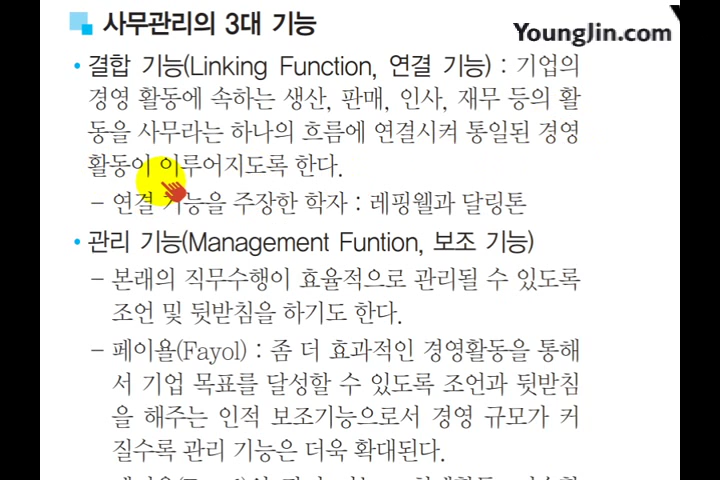 사무관리의 3대 기능
YoungJin.com
• 결합 기능(Linking Function, 연결 기능) : 기업의
경영 활동에 속하는 생산, 판매, 인사, 재무 등의 활
동을 사무라는 하나의 흐름에 연결시켜 통일된 경영
활동이 이루어지도록 한다.
– 연결 기능을 주장한 학자 : 레핑웰과 달링톤
• 관리 기능(Management Funtion, 보조 기능)
– 본래의 직무수행이 효율적으로 관리될 수 있도록
조언 및 뒷받침을 하기도 한다.
– 페이욜(Fayol) : 좀 더 효과적인 경영활동을 통해
서 기업 목표를 달성할 수 있도록 조언과 뒷받침
을 해주는 인적 보조기능으로서 경영 규모가 커
질수록 관리 기능은 더욱 확대된다.